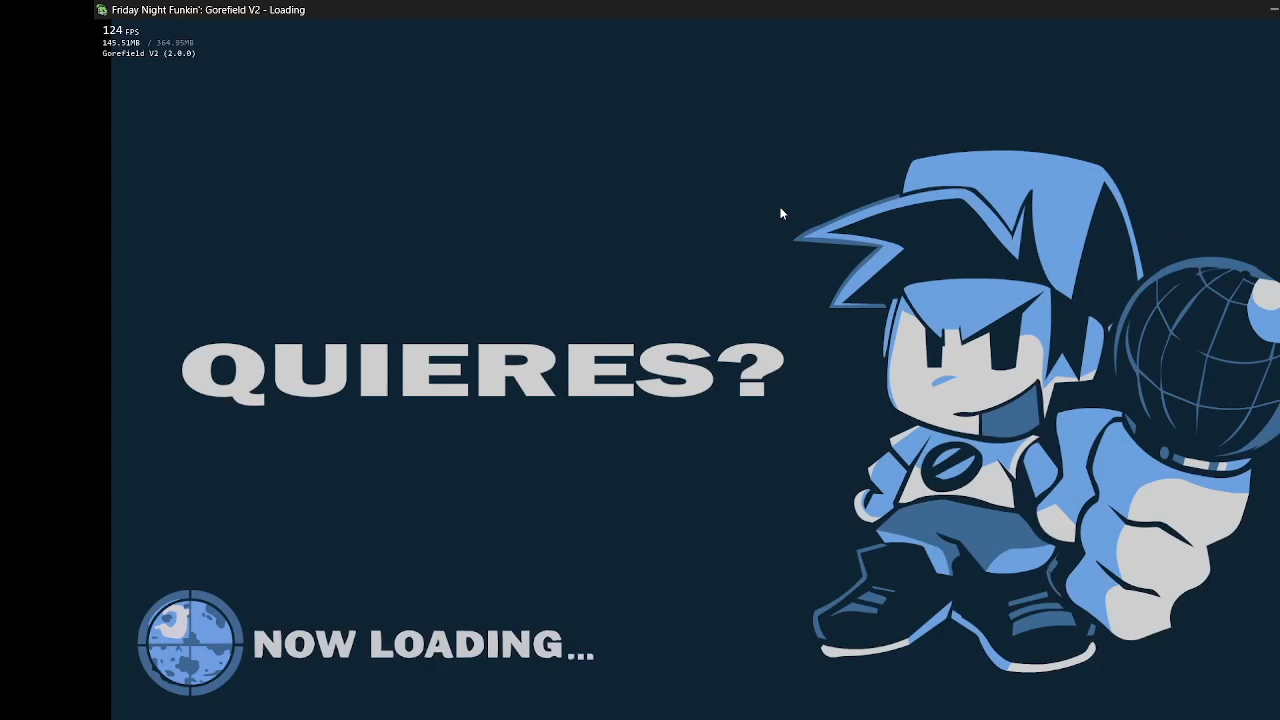 Friday Night Funkin': Gorefield V2 - Loading
124 FPS
145.51MB / 364.95MB
Gorefield V2 (2.0.0)
QUIERES?
NOW LOADING...